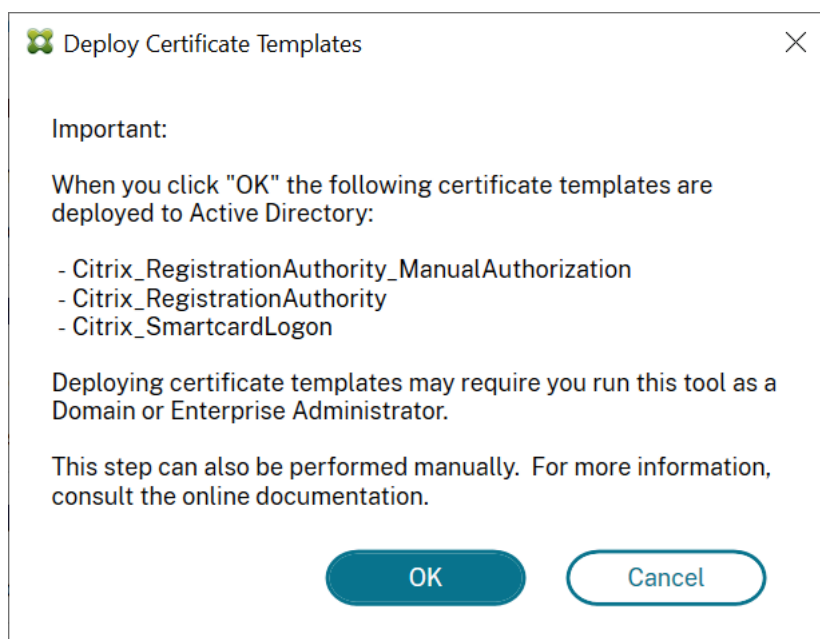 Deploy Certificate Templates
Important:
When you click "OK" the following certificate templates are
deployed to Active Directory:
- Citrix_RegistrationAuthority_ManualAuthorization
- Citrix_RegistrationAuthority
- Citrix_SmartcardLogon
Deploying certificate templates may require you run this tool as a
Domain or Enterprise Administrator.
This step can also be performed manually.  For more information,
consult the online documentation.
OK
Cancel